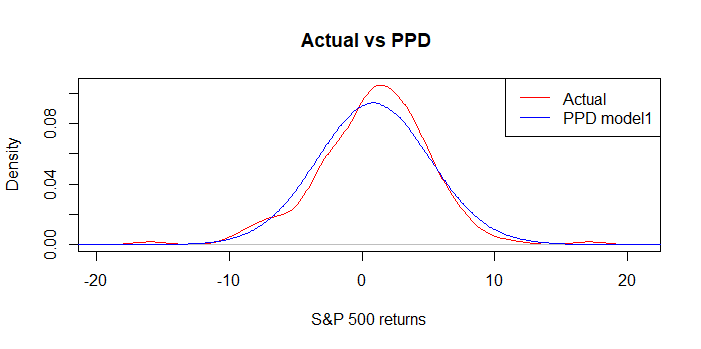 Actual vs PPD
Actual
PPD model1
Density
0.00
0.04
0.08
-20
-10
0
10
20
S&P 500 returns